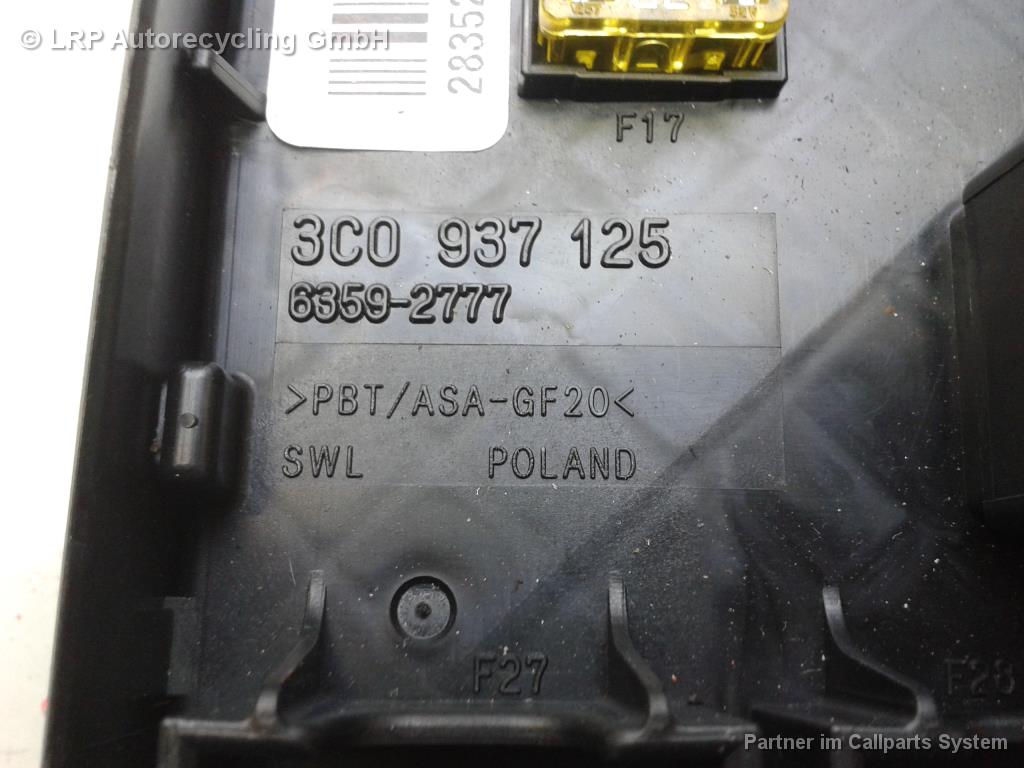 © LRP Autorecycling GmbH
28352
F17
3C0 937 125
6359-2777
>PBT/ASA-GF20<
SWL POLAND
F27
F28
Partner im Callparts System